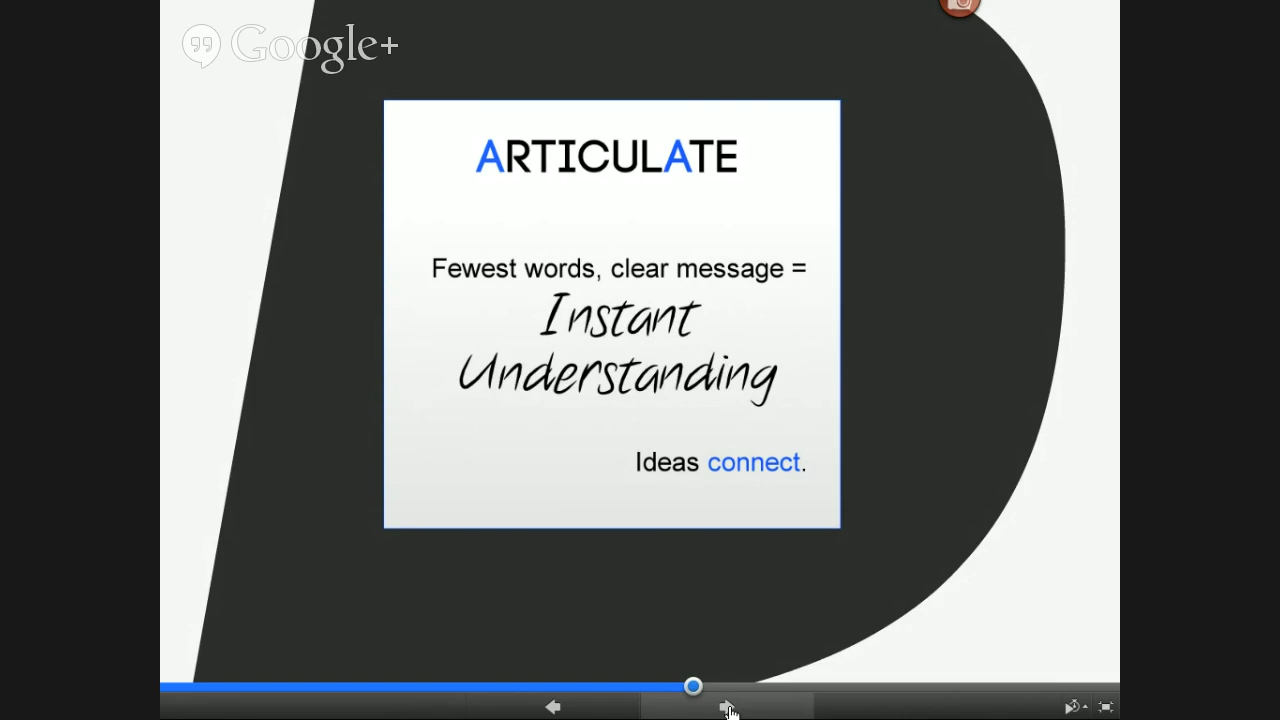 Google+
ARTICULATE
Fewest words, clear message =
Instant
Understanding
Ideas connect.